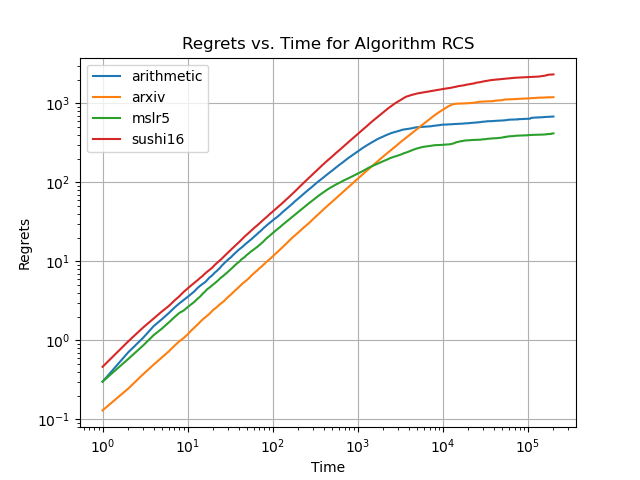 Regrets vs. Time for Algorithm RCS
arithmetic
arxiv
mslr5
sushi16
Regrets
10³
10²
10¹
10⁰
10⁻¹
10⁰ 10¹ 10² 10³ 10⁴ 10⁵
Time